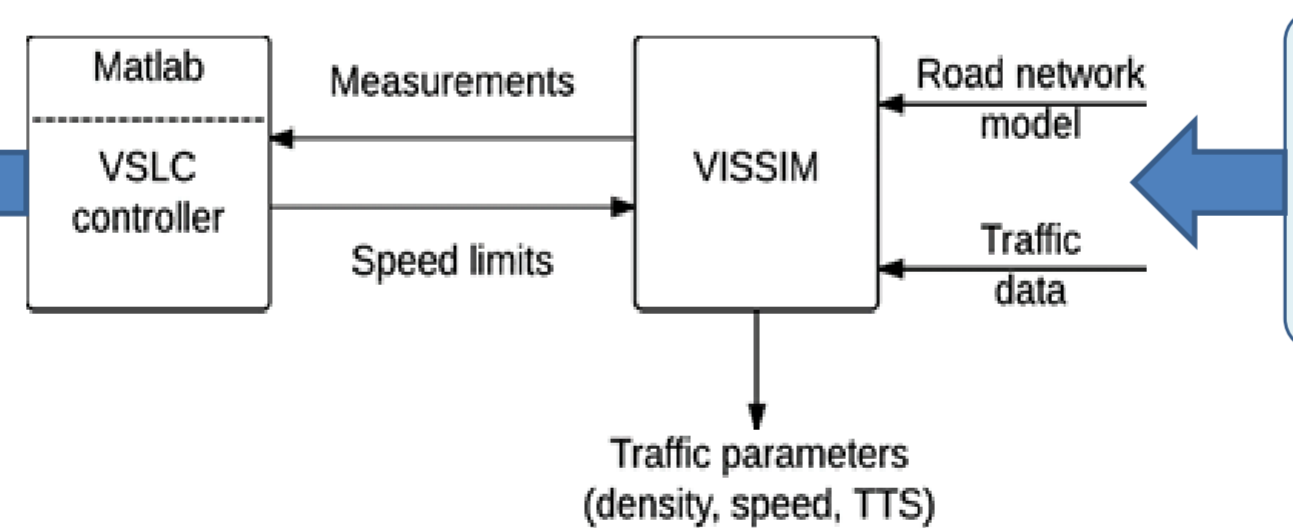 Matlab
VSLC
controller
Measurements
Speed limits
VISSIM
Road network
model
Traffic
data
Traffic parameters
(density, speed, TTS)